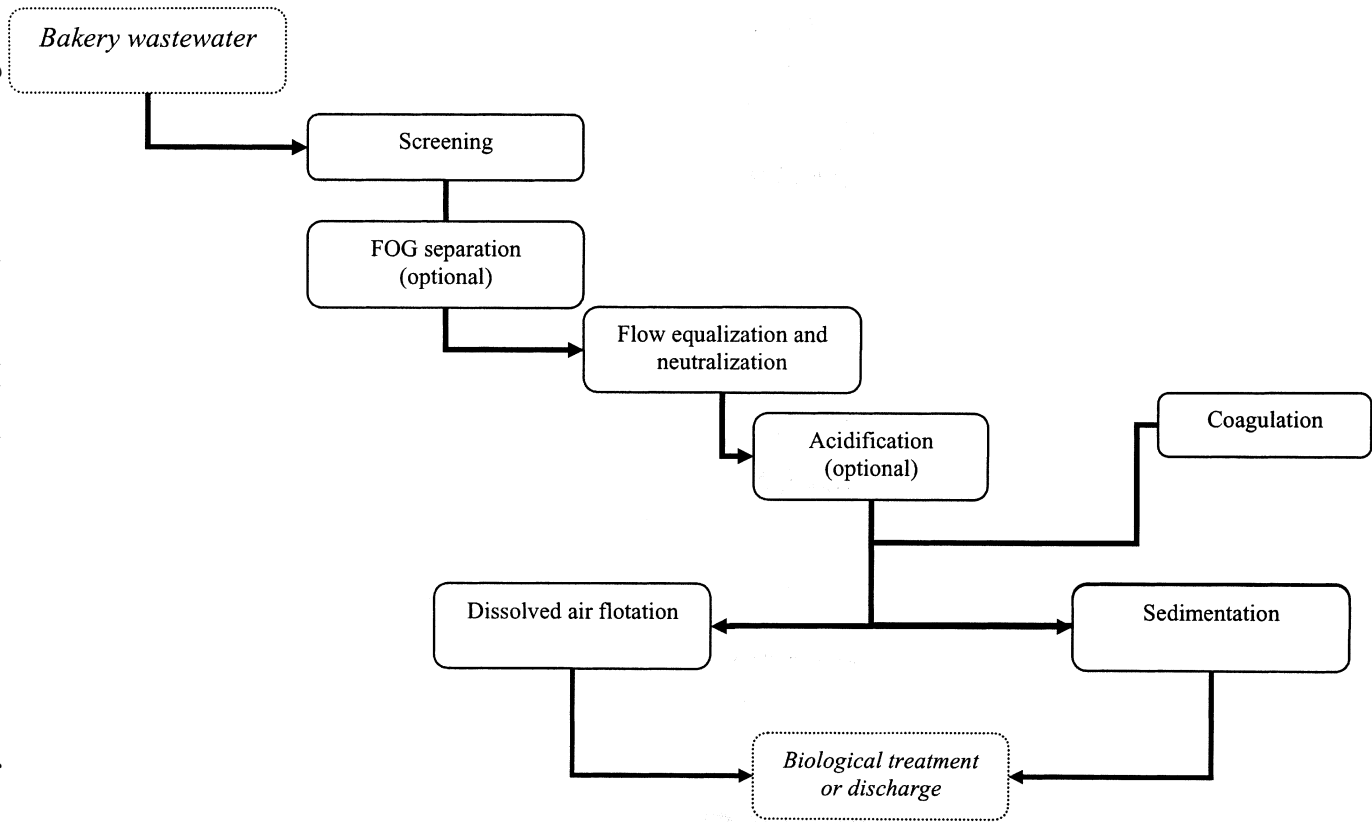 Bakery wastewater
Screening
FOG separation
(optional)
Flow equalization and
neutralization
Acidification
(optional)
Coagulation
Dissolved air flotation
Sedimentation
Biological treatment
or discharge